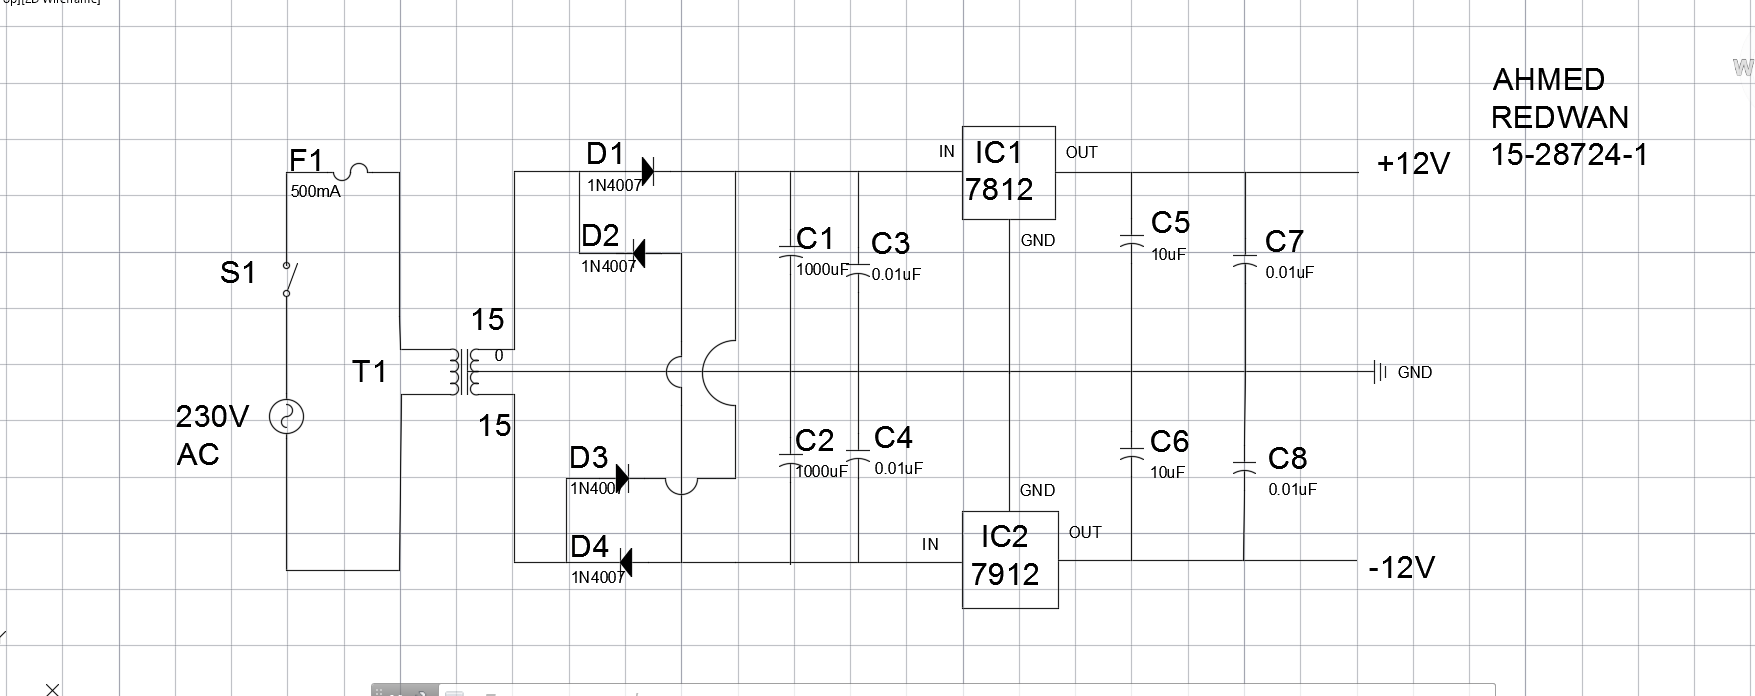 AHMED
REDWAN
15-28724-1
F1
500mA
S1
230V
AC
T1
15
0
15
D1
1N4007
D2
1N4007
D3
1N4007
D4
1N4007
C1
1000uF
C3
0.01uF
C2
1000uF
C4
0.01uF
IN
IC1
7812
OUT
GND
GND
IN
IC2
7912
OUT
C5
10uF
C7
0.01uF
C6
10uF
C8
0.01uF
+12V
GND
-12V
W